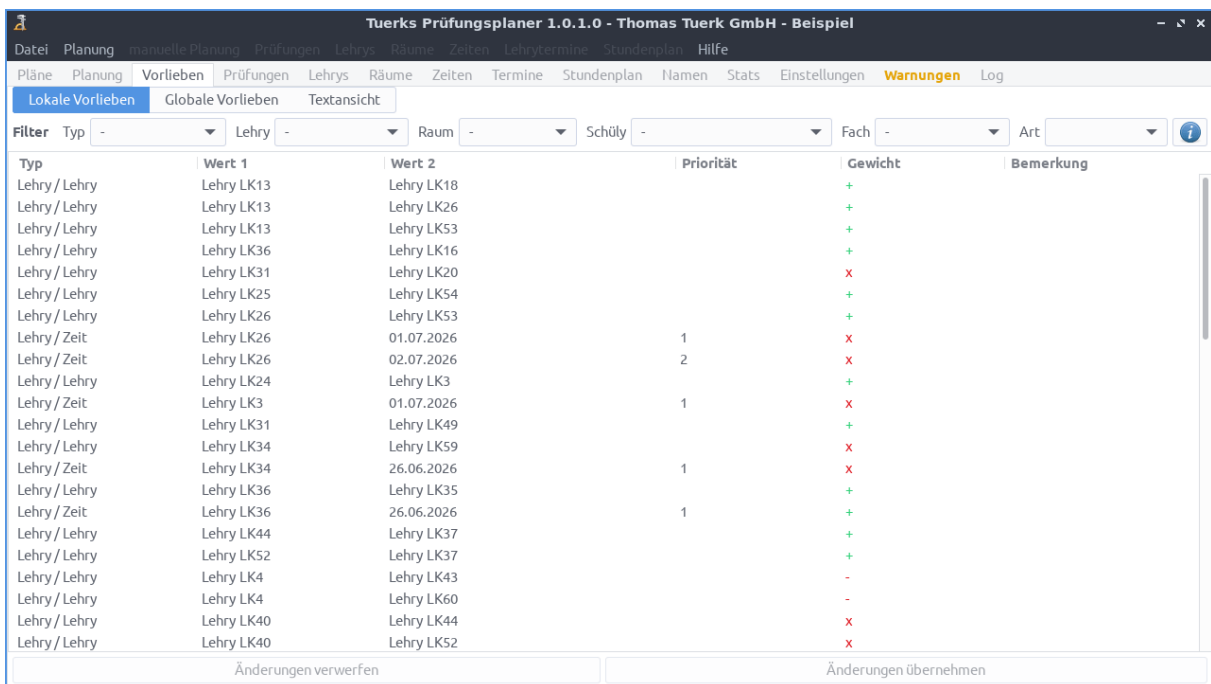 Tuerks Prüfungsplaner 1.0.1.0 - Thomas Tuerk GmbH - Beispiel
Datei Planung manuelle Planung Prüfungen Lehrys Räume Zeiten Lehrytermine Stundenplan Hilfe
Pläne Planung Vorlieben Prüfungen Lehrys Räume Zeiten Termine Stundenplan Namen Stats Einstellungen Warnungen Log
Lokale Vorlieben Globale Vorlieben Textansicht
Filter Typ - Lehry - Raum - Schüly - Fach - Art
Typ Wert 1 Wert 2 Priorität Gewicht Bemerkung
Lehry / Lehry Lehry LK13 Lehry LK18 +
Lehry / Lehry Lehry LK13 Lehry LK26 +
Lehry / Lehry Lehry LK13 Lehry LK53 +
Lehry / Lehry Lehry LK36 Lehry LK16 +
Lehry / Lehry Lehry LK31 Lehry LK20 x
Lehry / Lehry Lehry LK25 Lehry LK54 +
Lehry / Lehry Lehry LK26 Lehry LK53 +
Lehry / Zeit Lehry LK26 01.07.2026 1 x
Lehry / Zeit Lehry LK26 02.07.2026 2 x
Lehry / Lehry Lehry LK24 Lehry LK3 +
Lehry / Zeit Lehry LK3 01.07.2026 1 x
Lehry / Lehry Lehry LK31 Lehry LK49 +
Lehry / Lehry Lehry LK34 Lehry LK59 x
Lehry / Zeit Lehry LK34 26.06.2026 1 x
Lehry / Lehry Lehry LK36 Lehry LK35 +
Lehry / Zeit Lehry LK36 26.06.2026 1 +
Lehry / Lehry Lehry LK44 Lehry LK37 +
Lehry / Lehry Lehry LK52 Lehry LK37 +
Lehry / Lehry Lehry LK4 Lehry LK43 -
Lehry / Lehry Lehry LK4 Lehry LK60 -
Lehry / Lehry Lehry LK40 Lehry LK44 x
Lehry / Lehry Lehry LK40 Lehry LK52 x
Änderungen verwerfen Änderungen übernehmen